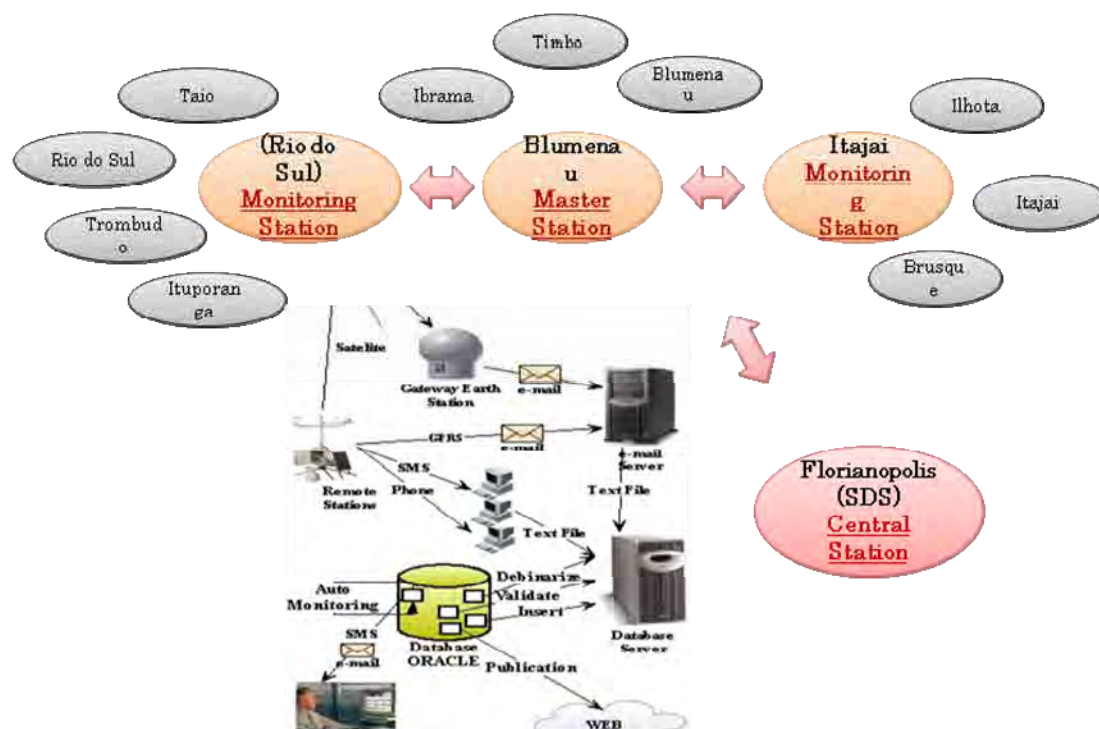 Timbo
Blumena
u
Ibrama
Taio
Ilhota
Rio do Sul
(Rio do
Sul)
Monitoring
Station
Blumena
u
Master
Station
Itajai
Monitorin
g
Station
Itajai
Trombud
o
Brusqu
e
Ituporan
ga
Satelite
Gateway Earth
Station
e-mail
GPRS
e-mail
e-mail
Server
SMS
Phone
Remote
Stations
Text File
Text File
Florianopolis
(SDS)
Central
Station
Debinarize
Validate
Insert
Auto
Monitoring
SMS
e-mail
Database
ORACLE
Database
Server
Publication
WEB